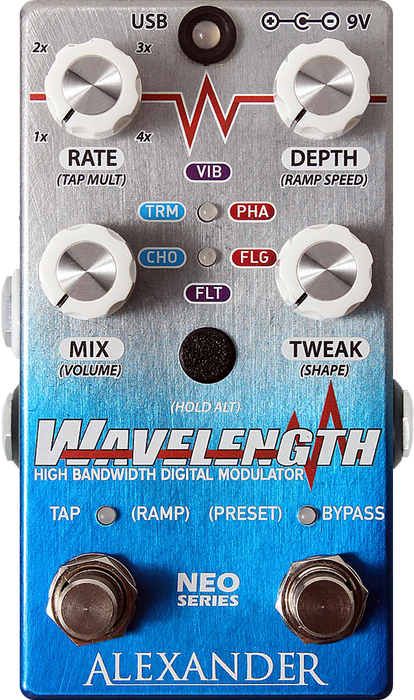 USB 9V
2x 3x
1x 4x
RATE DEPTH
(TAP MULT) (RAMP SPEED)
VIB
TRM PHA
CHO FLG
FLT
MIX TWEAK
(VOLUME) (SHAPE)
(HOLD ALT)
WAVELENGTH
HIGH BANDWIDTH DIGITAL MODULATOR
TAP (RAMP) (PRESET) BYPASS
NEO
SERIES
ALEXANDER